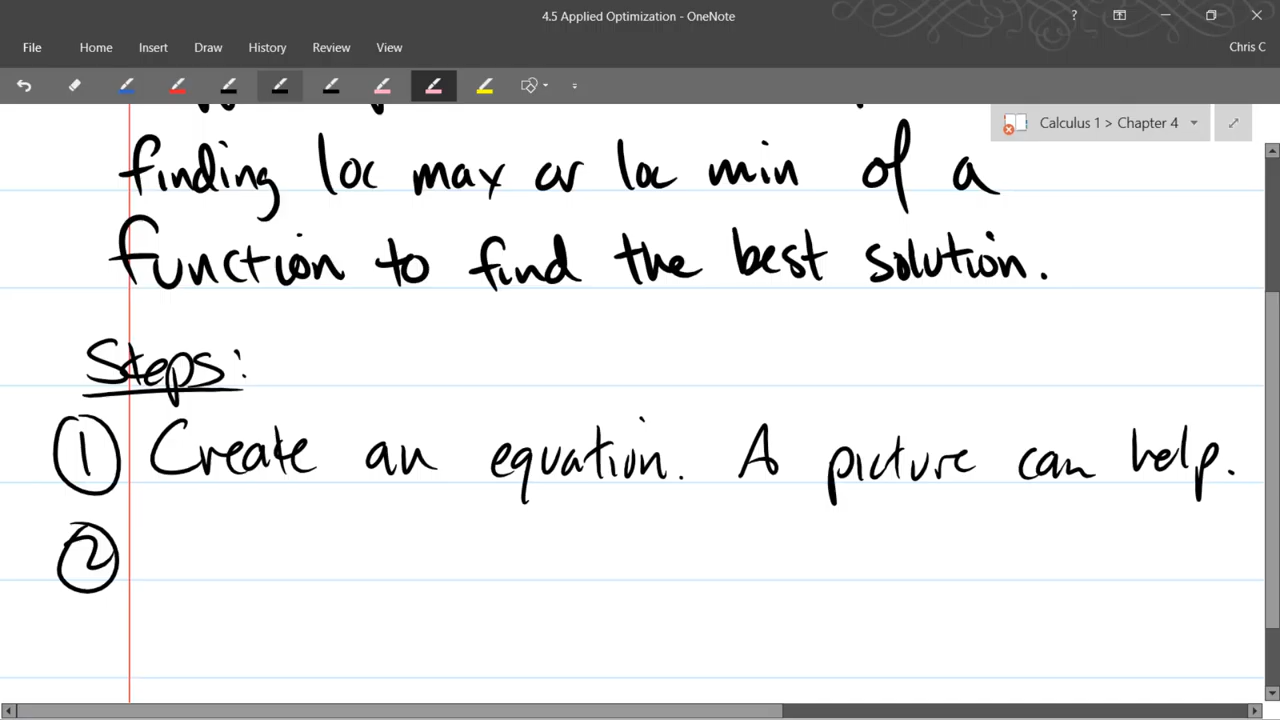 4.5 Applied Optimization - OneNote
?
File Home Insert Draw History Review View
Chris C
Calculus 1 > Chapter 4
finding loc max or loc min of a
function to find the best solution.
Steps:
① Create an equation. A picture can help.
②